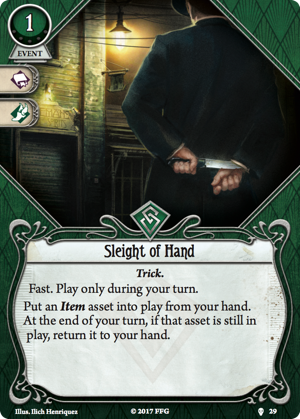 1
EVENT
Sleight of Hand
Trick.
Fast. Play only during your turn.
Put an Item asset into play from your hand.
At the end of your turn, if that asset is still in
play, return it to your hand.
Illus. Ilich Henriquez
© 2017 FFG
29